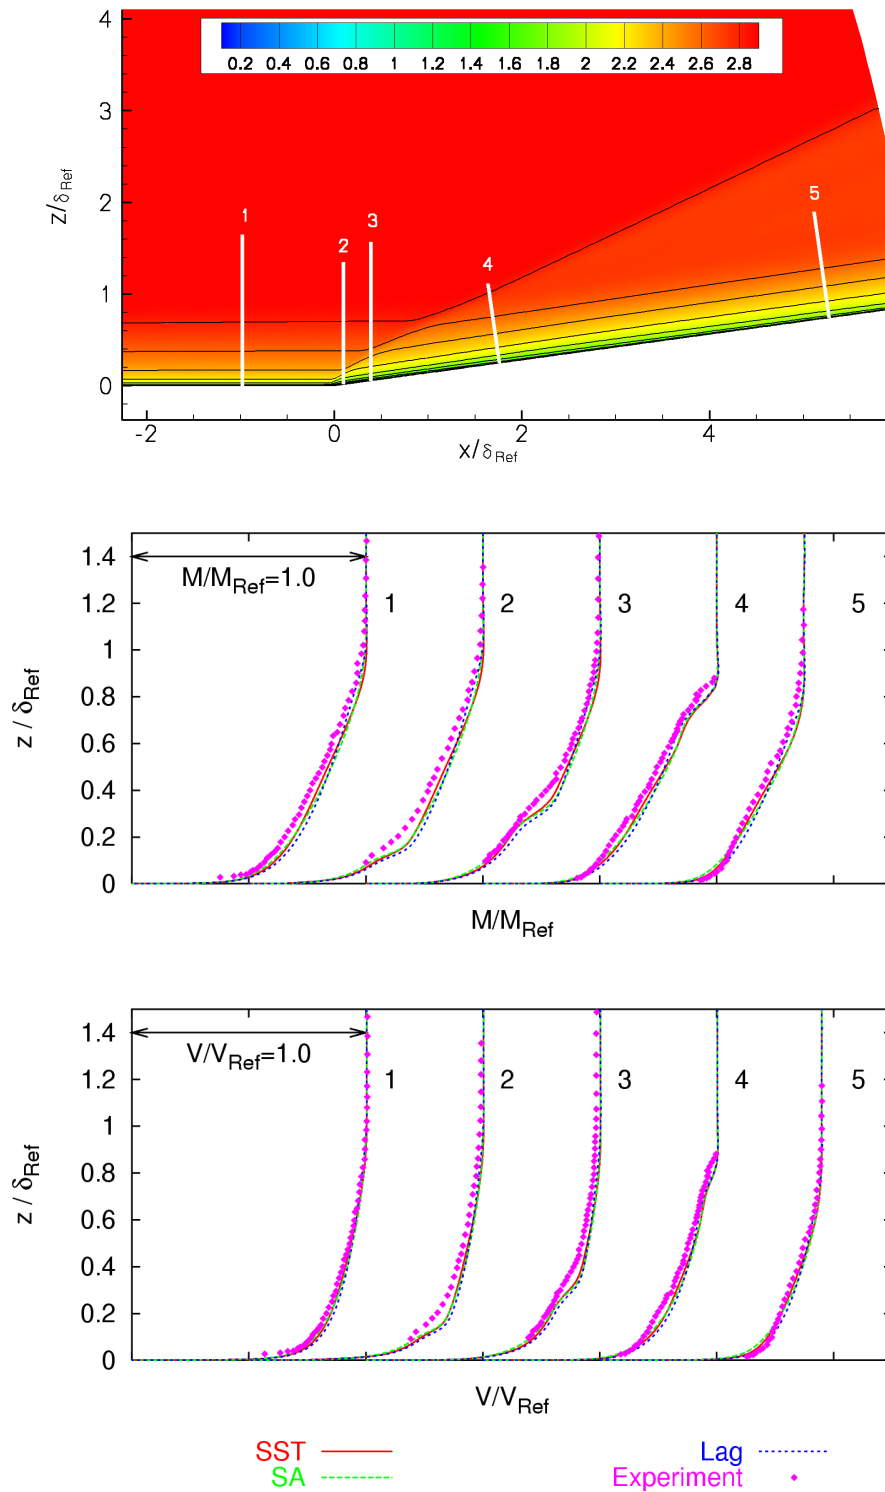 4
0.2 0.4 0.6 0.8 1 1.2 1.4 1.6 1.8 2 2.2 2.4 2.6 2.8
3
z/δRef
2
1 2 3 4 5
1
0
-2 0 2 4
x/δRef
1.4
M/MRef=1.0
1.2
1 2 3 4 5
1
z / δRef
0.8
0.6
0.4
0.2
0
M/MRef
1.4
V/VRef=1.0
1.2
1 2 3 4 5
1
z / δRef
0.8
0.6
0.4
0.2
0
V/VRef
SST Lag
SA Experiment